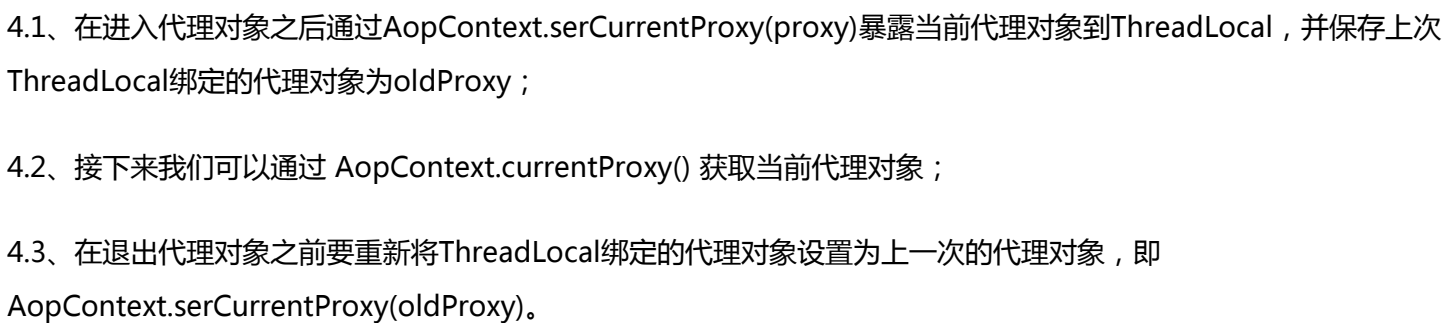 4.1、在进入代理对象之后通过AopContext.serCurrentProxy(proxy)暴露当前代理对象到ThreadLocal，并保存上次
ThreadLocal绑定的代理对象为oldProxy；
4.2、接下来我们可以通过 AopContext.currentProxy() 获取当前代理对象；
4.3、在退出代理对象之前要重新将ThreadLocal绑定的代理对象设置为上一次的代理对象，即
AopContext.serCurrentProxy(oldProxy)。